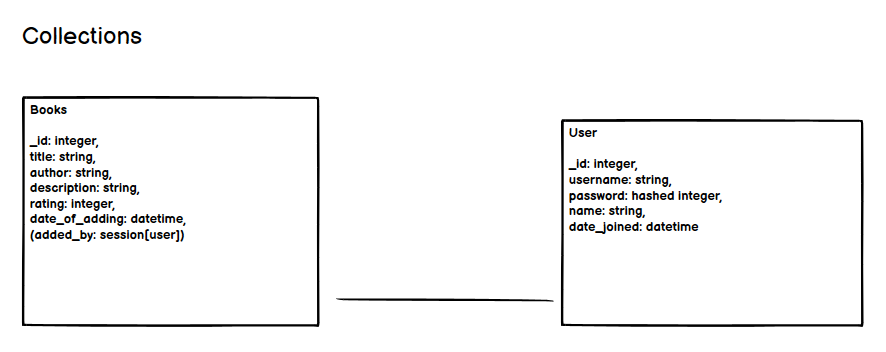 Collections
Books
_id: integer,
title: string,
author: string,
description: string,
rating: integer,
date_of_adding: datetime,
(added_by: session[user])
User
_id: integer,
username: string,
password: hashed integer,
name: string,
date_joined: datetime